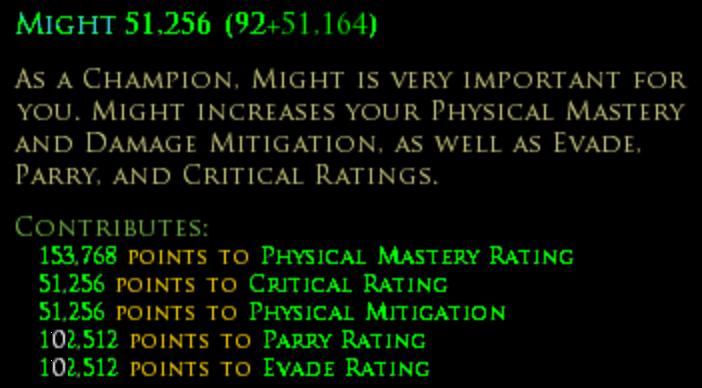 Might 51,256 (92+51,164)
As a Champion, Might is very important for
you. Might increases your Physical Mastery
and Damage Mitigation, as well as Evade,
Parry, and Critical Ratings.
Contributes:
153,768 points to Physical Mastery Rating
51,256 points to Critical Rating
51,256 points to Physical Mitigation
102,512 points to Parry Rating
102,512 points to Evade Rating